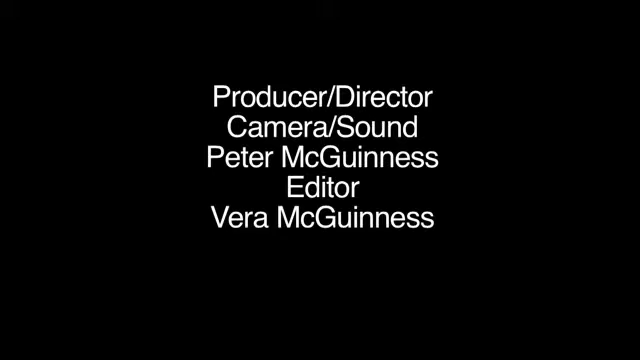 Producer/Director
Camera/Sound
Peter McGuinness
Editor
Vera McGuinness